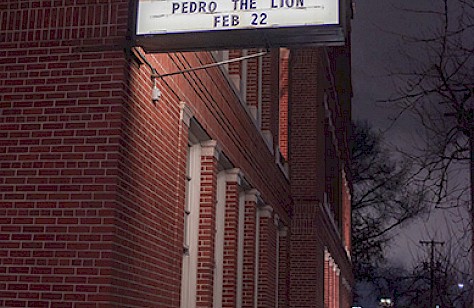 PEDRO THE LION
FEB 22